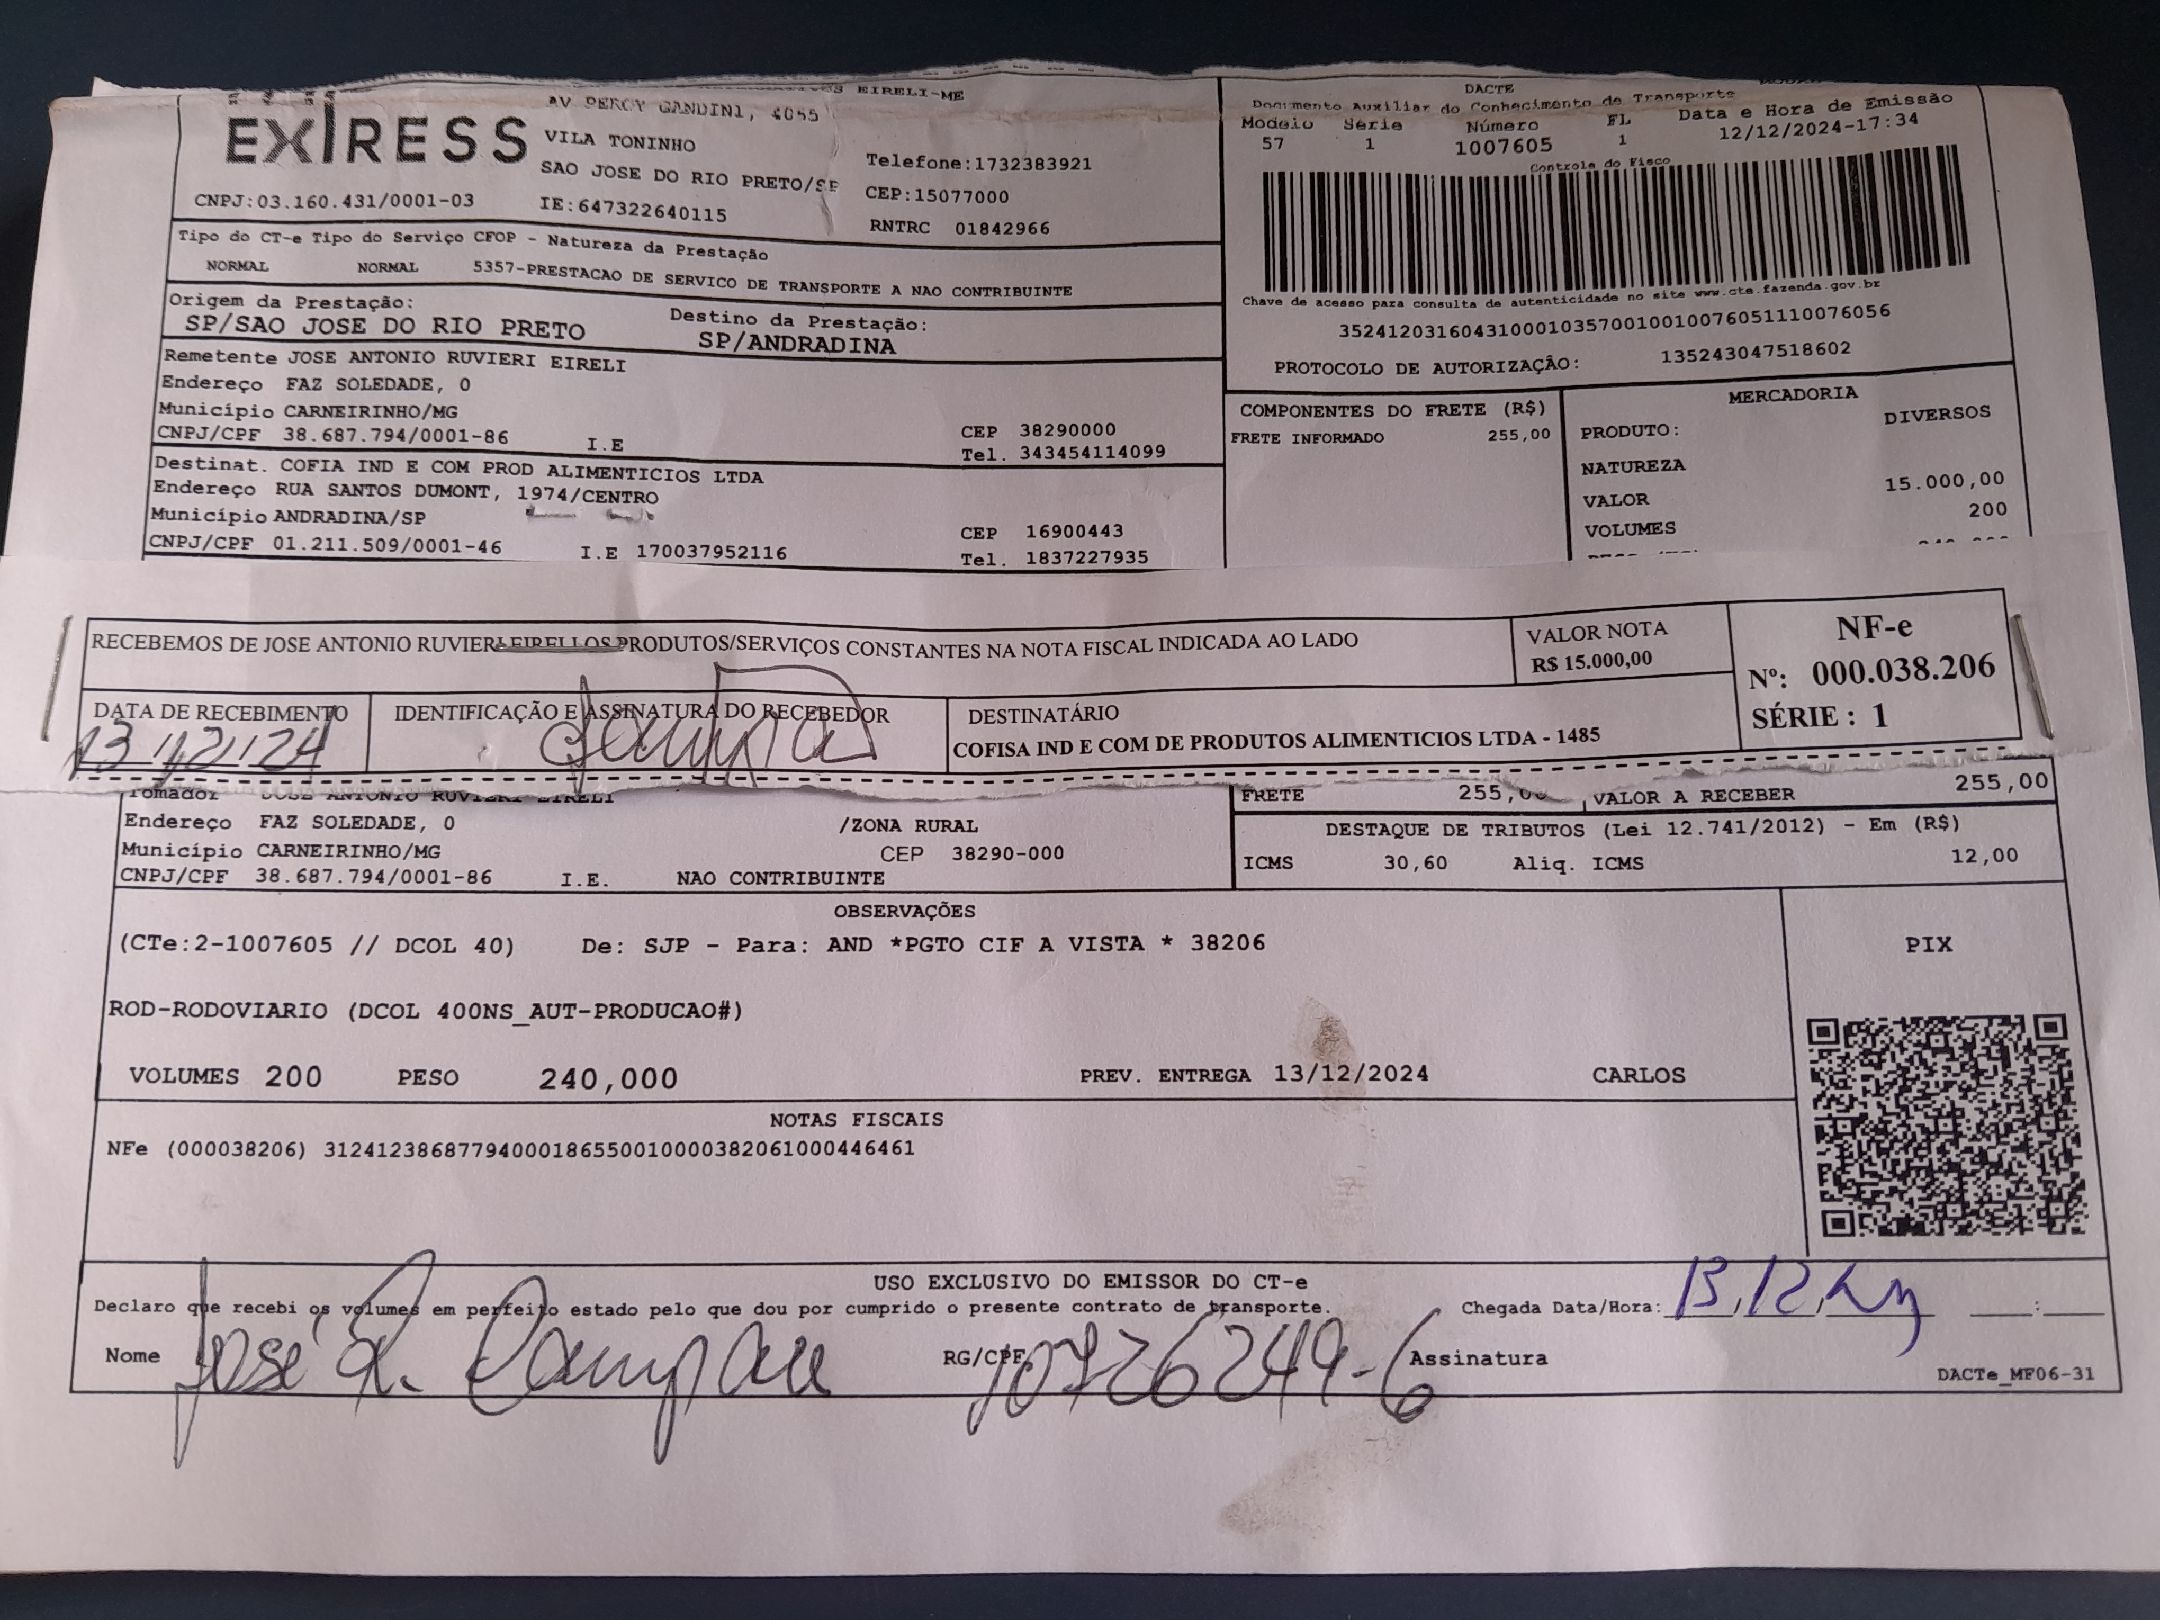 EIRELI-ME
EXPRESS
AV PERCY GANDINI, 4055
VILA TONINHO
SAO JOSE DO RIO PRETO/SP
Telefone:1732383921
CEP:15077000
CNPJ:03.160.431/0001-03 IE:647322640115
RNTRC 01842966
DACTE
Documento Auxiliar do Conhecimento de Transporte
Modelo Série Número FL Data e Hora de Emissão
57 1 1007605 1 12/12/2024-17:34
Controle do Fisco
Chave de acesso para consulta de autenticidade no site www.cte.fazenda.gov.br
35241203160431000103570010010076051110076056
PROTOCOLO DE AUTORIZAÇÃO: 135243047518602
Tipo do CT-e Tipo do Serviço CFOP - Natureza da Prestação
NORMAL NORMAL 5357-PRESTACAO DE SERVICO DE TRANSPORTE A NAO CONTRIBUINTE
Origem da Prestação: Destino da Prestação:
SP/SAO JOSE DO RIO PRETO SP/ANDRADINA
Remetente JOSE ANTONIO RUVIERI EIRELI
Endereço FAZ SOLEDADE, 0
Município CARNEIRINHO/MG CEP 38290000
CNPJ/CPF 38.687.794/0001-86 I.E Tel. 343454114099
Destinat. COFIA IND E COM PROD ALIMENTICIOS LTDA
Endereço RUA SANTOS DUMONT, 1974/CENTRO
Município ANDRADINA/SP CEP 16900443
CNPJ/CPF 01.211.509/0001-46 I.E 170037952116 Tel. 1837227935
COMPONENTES DO FRETE (R$)
FRETE INFORMADO 255,00
MERCADORIA
PRODUTO: DIVERSOS
NATUREZA
VALOR 15.000,00
VOLUMES 200
RECEBEMOS DE JOSE ANTONIO RUVIERI EIRELI OS PRODUTOS/SERVIÇOS CONSTANTES NA NOTA FISCAL INDICADA AO LADO
VALOR NOTA
R$ 15.000,00
NF-e
Nº: 000.038.206
SÉRIE : 1
DATA DE RECEBIMENTO IDENTIFICAÇÃO E ASSINATURA DO RECEBEDOR DESTINATÁRIO
13/12/24 COFISA IND E COM DE PRODUTOS ALIMENTICIOS LTDA - 1485
Tomador JOSE ANTONIO RUVIERI EIRELI
Endereço FAZ SOLEDADE, 0 /ZONA RURAL
Município CARNEIRINHO/MG CEP 38290-000
CNPJ/CPF 38.687.794/0001-86 I.E. NAO CONTRIBUINTE
FRETE 255,00 VALOR A RECEBER 255,00
DESTAQUE DE TRIBUTOS (Lei 12.741/2012) - Em (R$)
ICMS 30,60 Aliq. ICMS 12,00
OBSERVAÇÕES
(CTe:2-1007605 // DCOL 40) De: SJP - Para: AND *PGTO CIF A VISTA * 38206
PIX
ROD-RODOVIARIO (DCOL 400NS_AUT-PRODUCAO#)
VOLUMES 200 PESO 240,000 PREV. ENTREGA 13/12/2024 CARLOS
NOTAS FISCAIS
NFe (000038206) 31241238687794000186550010000382061000446461
USO EXCLUSIVO DO EMISSOR DO CT-e
Declaro que recebi os volumes em perfeito estado pelo que dou por cumprido o presente contrato de transporte. Chegada Data/Hora: 13/12/24 :
Nome José RG/CPF 10726249-6 Assinatura
DACTe_MF06-31